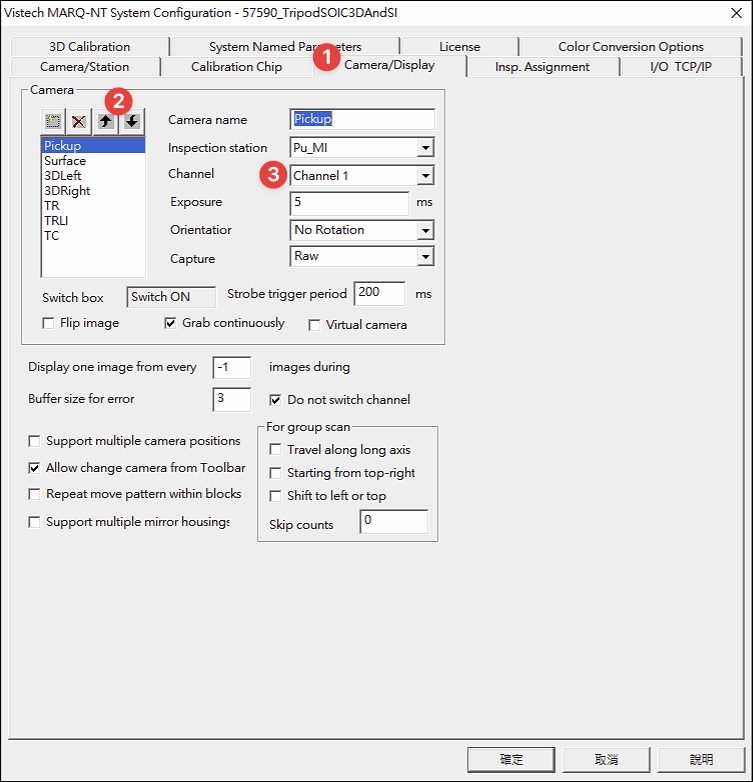 Vistech MARQ-NT System Configuration - 57590_TripodSOIC3DAndSI
3D Calibration System Named Parameters License Color Conversion Options
Camera/Station Calibration Chip 1 Camera/Display Insp. Assignment I/O TCP/IP
Camera
2
Camera name Pickup
Inspection station Pu_MI
3
Channel Channel 1
Exposure 5 ms
Orientatior No Rotation
Capture Raw
Pickup
Surface
3DLeft
3DRight
TR
TRLI
TC
Switch box Switch ON Strobe trigger period 200 ms
Flip image Grab continuously Virtual camera
Display one image from every -1 images during
Buffer size for error 3 Do not switch channel
Support multiple camera positions
Allow change camera from Toolbar
Repeat move pattern within blocks
Support multiple mirror housings
For group scan
Travel along long axis
Starting from top-right
Shift to left or top
Skip counts 0
確定 取消 說明